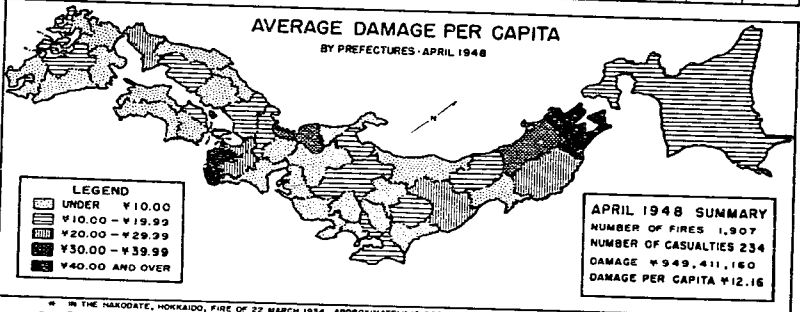 AVERAGE DAMAGE PER CAPITA
BY PREFECTURES · APRIL 1948
N
LEGEND
UNDER ¥10.00
¥10.00 – ¥19.99
¥20.00 – ¥29.99
¥30.00 – ¥39.99
¥40.00 AND OVER
APRIL 1948 SUMMARY
NUMBER OF FIRES 1,907
NUMBER OF CASUALTIES 234
DAMAGE ¥949,411,160
DAMAGE PER CAPITA ¥12.16
* IN THE HAKODATE, HOKKAIDO, FIRE OF 22 MARCH 1934,